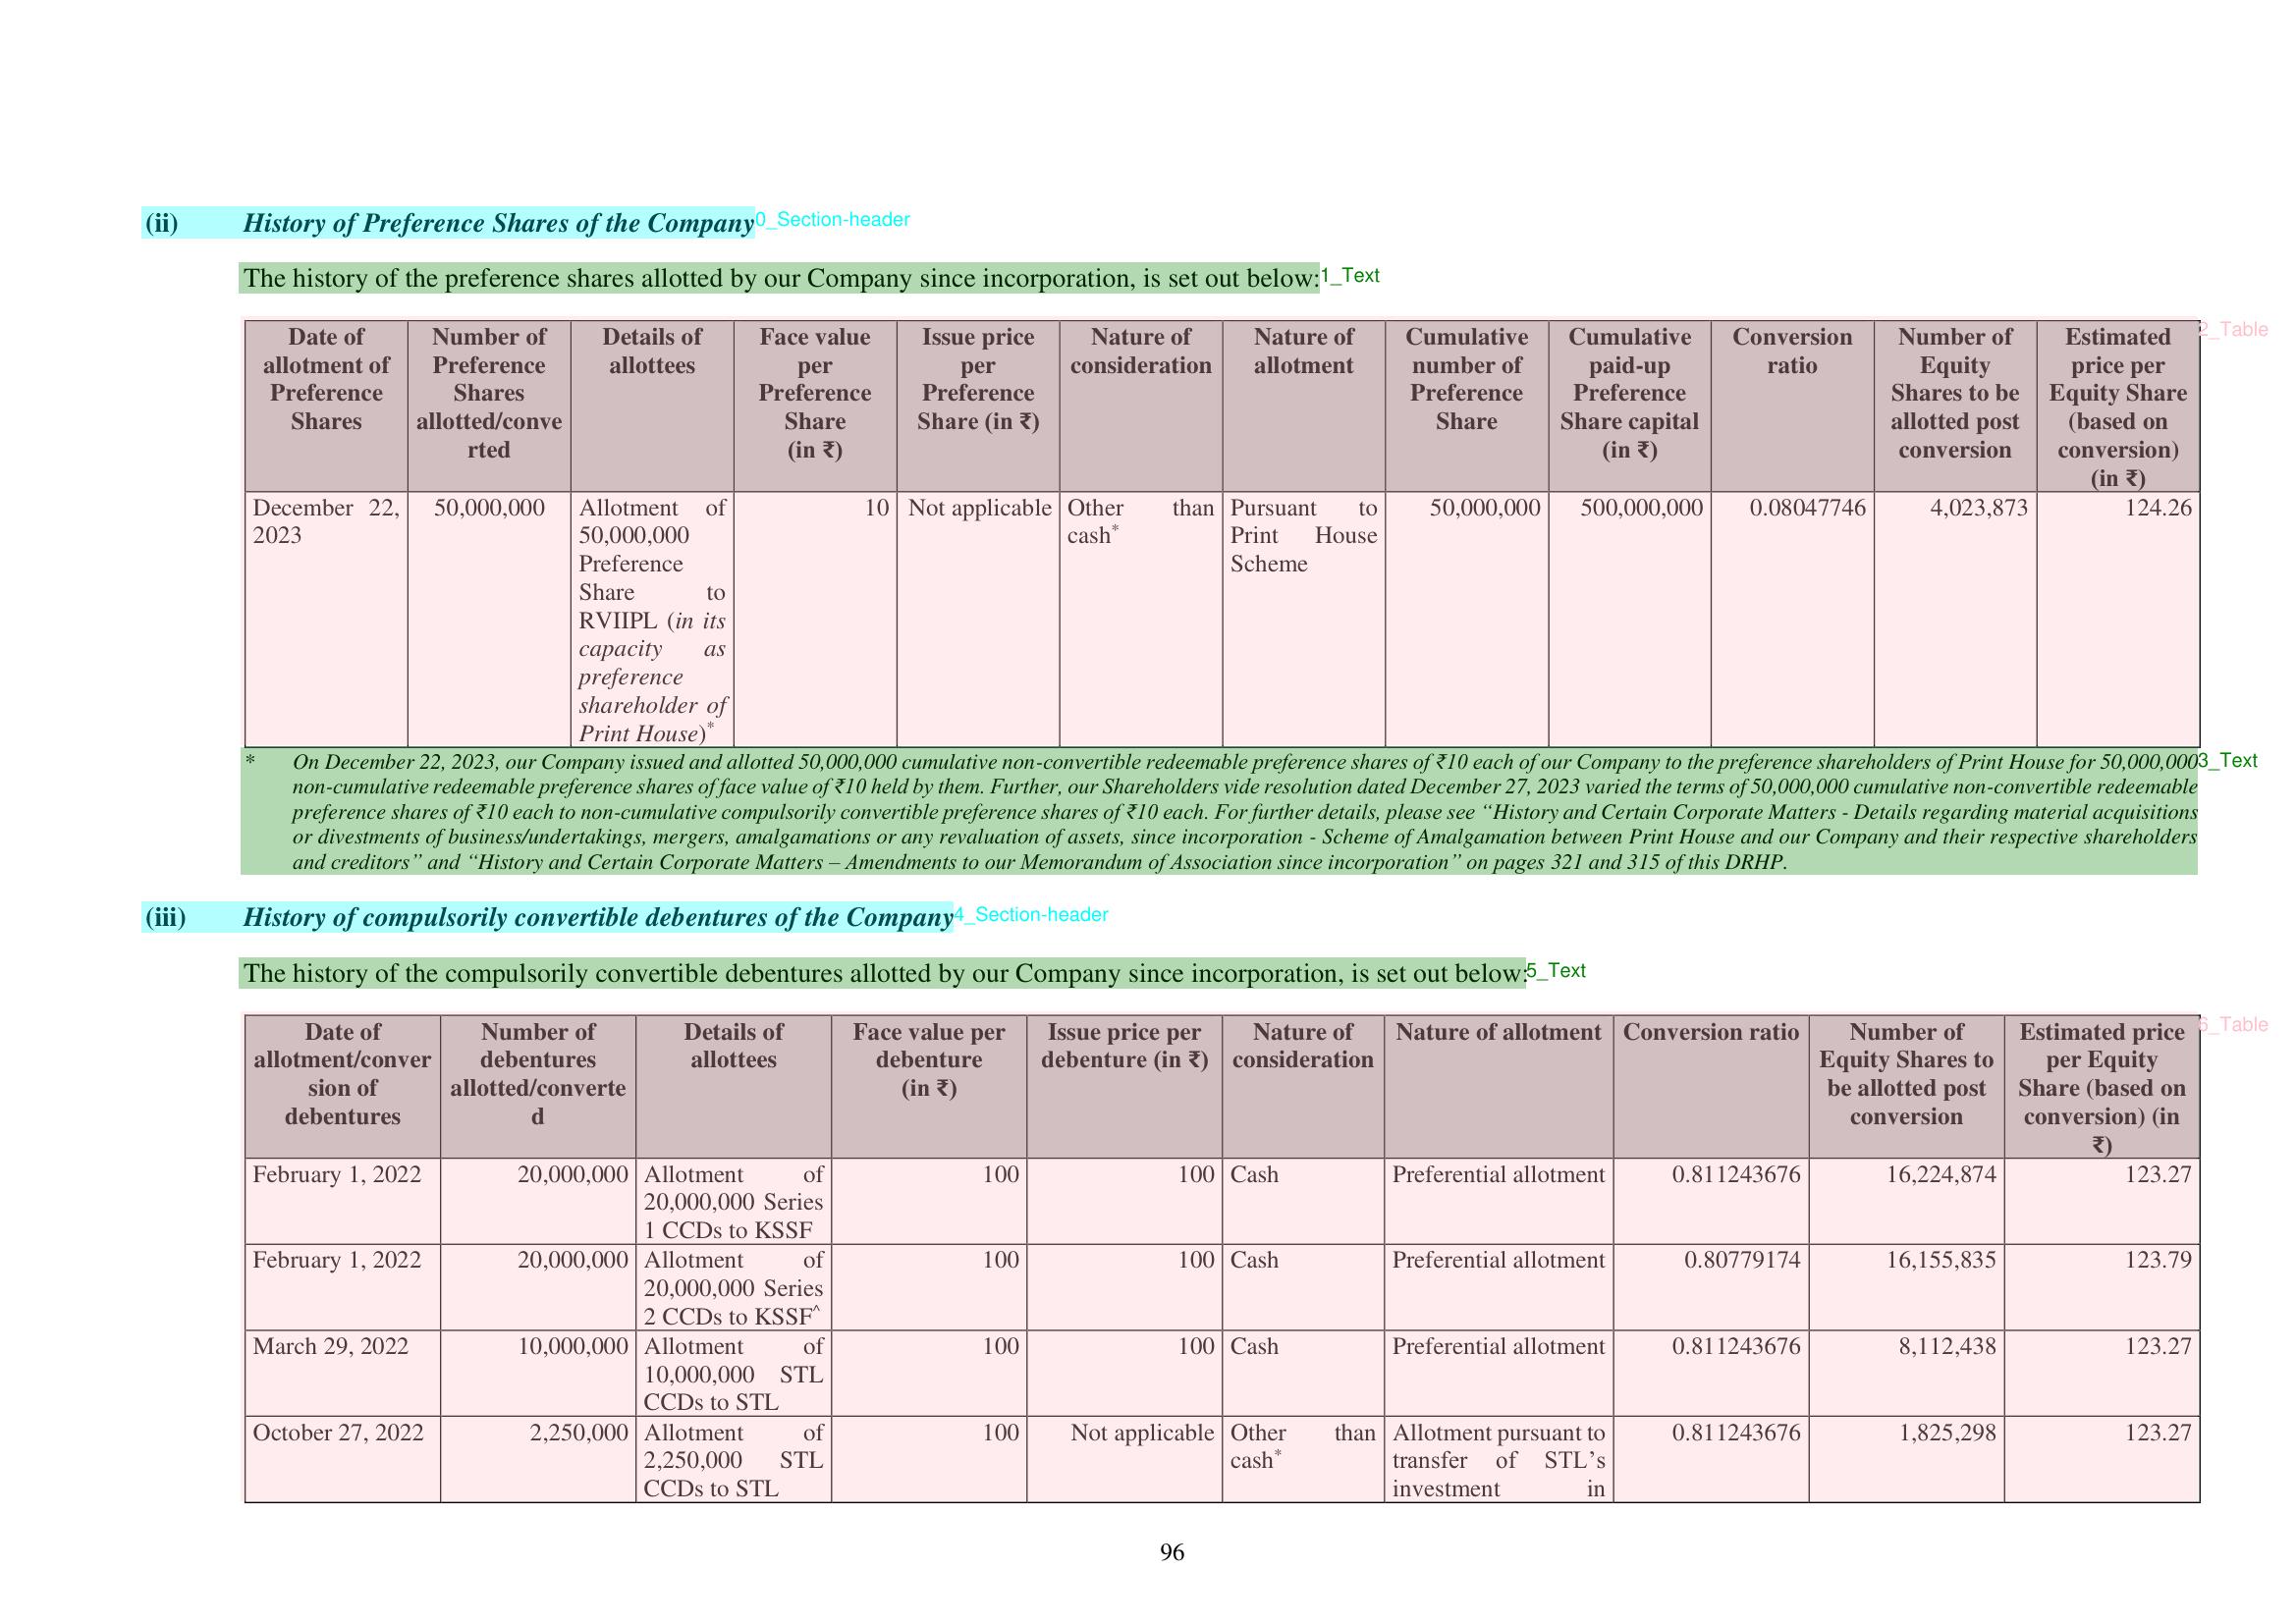 (ii) History of Preference Shares of the Company 0_Section-header
The history of the preference shares allotted by our Company since incorporation, is set out below: 1_Text
2_Table
Date of
allotment of
Preference
Shares
Number of
Preference
Shares
allotted/conve
rted
Details of
allottees
Face value
per
Preference
Share
(in ₹)
Issue price
per
Preference
Share (in ₹)
Nature of
consideration
Nature of
allotment
Cumulative
number of
Preference
Share
Cumulative
paid-up
Preference
Share capital
(in ₹)
Conversion
ratio
Number of
Equity
Shares to be
allotted post
conversion
Estimated
price per
Equity Share
(based on
conversion)
(in ₹)
December 22,
2023
50,000,000
Allotment of
50,000,000
Preference
Share to
RVIIPL (in its
capacity as
preference
shareholder of
Print House)*
10
Not applicable
Other than
cash*
Pursuant to
Print House
Scheme
50,000,000
500,000,000
0.08047746
4,023,873
124.26
* On December 22, 2023, our Company issued and allotted 50,000,000 cumulative non-convertible redeemable preference shares of ₹10 each of our Company to the preference shareholders of Print House for 50,000,000 3_Text
non-cumulative redeemable preference shares of face value of ₹10 held by them. Further, our Shareholders vide resolution dated December 27, 2023 varied the terms of 50,000,000 cumulative non-convertible redeemable
preference shares of ₹10 each to non-cumulative compulsorily convertible preference shares of ₹10 each. For further details, please see “History and Certain Corporate Matters - Details regarding material acquisitions
or divestments of business/undertakings, mergers, amalgamations or any revaluation of assets, since incorporation - Scheme of Amalgamation between Print House and our Company and their respective shareholders
and creditors” and “History and Certain Corporate Matters – Amendments to our Memorandum of Association since incorporation” on pages 321 and 315 of this DRHP.
(iii) History of compulsorily convertible debentures of the Company 4_Section-header
The history of the compulsorily convertible debentures allotted by our Company since incorporation, is set out below: 5_Text
6_Table
Date of
allotment/conver
sion of
debentures
Number of
debentures
allotted/converte
d
Details of
allottees
Face value per
debenture
(in ₹)
Issue price per
debenture (in ₹)
Nature of
consideration
Nature of allotment
Conversion ratio
Number of
Equity Shares to
be allotted post
conversion
Estimated price
per Equity
Share (based on
conversion) (in
₹)
February 1, 2022
20,000,000
Allotment of
20,000,000 Series
1 CCDs to KSSF
100
100
Cash
Preferential allotment
0.811243676
16,224,874
123.27
February 1, 2022
20,000,000
Allotment of
20,000,000 Series
2 CCDs to KSSF^
100
100
Cash
Preferential allotment
0.80779174
16,155,835
123.79
March 29, 2022
10,000,000
Allotment of
10,000,000 STL
CCDs to STL
100
100
Cash
Preferential allotment
0.811243676
8,112,438
123.27
October 27, 2022
2,250,000
Allotment of
2,250,000 STL
CCDs to STL
100
Not applicable
Other than
cash*
Allotment pursuant to
transfer of STL’s
investment in
0.811243676
1,825,298
123.27
96